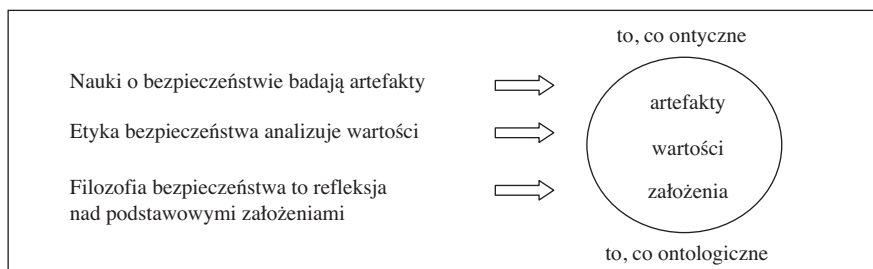 to, co ontyczne
Nauki o bezpieczeństwie badają artefakty
artefakty
Etyka bezpieczeństwa analizuje wartości
wartości
Filozofia bezpieczeństwa to refleksja
nad podstawowymi założeniami
założenia
to, co ontologiczne